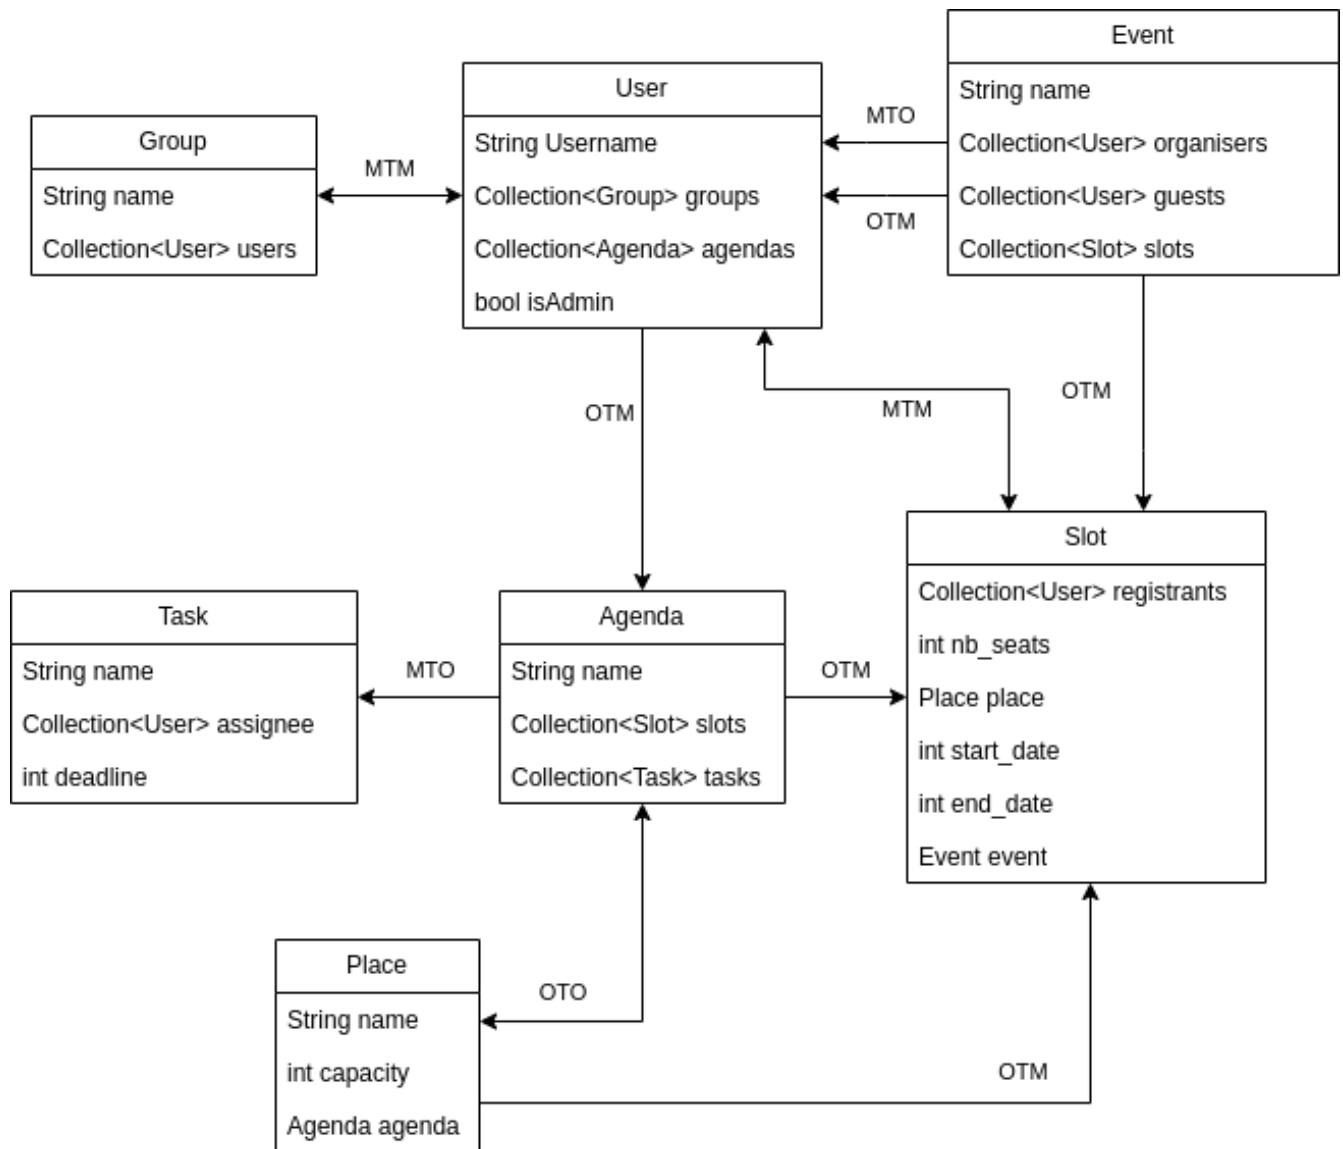 Event
String name
Collection<User> organisers
Collection<User> guests
Collection<Slot> slots
User
String Username
Collection<Group> groups
Collection<Agenda> agendas
bool isAdmin
Group
String name
Collection<User> users
MTM
MTO
OTM
OTM
MTM
OTM
Slot
Collection<User> registrants
int nb_seats
Place place
int start_date
int end_date
Event event
Task
String name
Collection<User> assignee
int deadline
MTO
Agenda
String name
Collection<Slot> slots
Collection<Task> tasks
OTM
Place
String name
int capacity
Agenda agenda
OTO
OTM